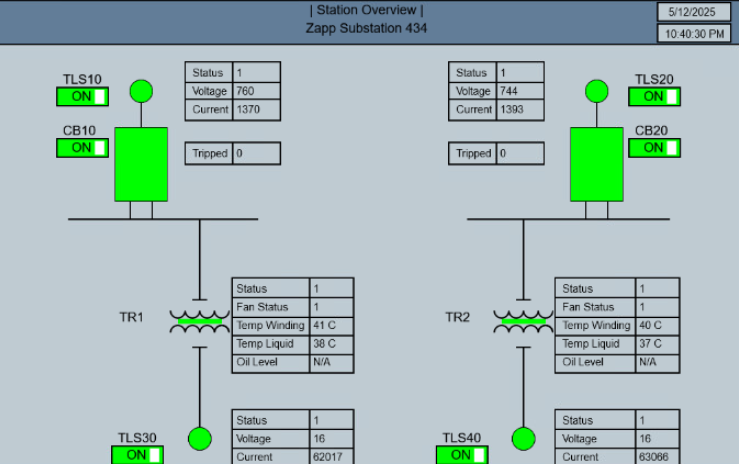 | Station Overview |
5/12/2025
Zapp Substation 434
10:40:30 PM
TLS10
ON
CB10
ON
Status 1
Voltage 760
Current 1370
Tripped 0
Status 1
Voltage 744
Current 1393
Tripped 0
TLS20
ON
CB20
ON
TR1
Status 1
Fan Status 1
Temp Winding 41 C
Temp Liquid 38 C
Oil Level N/A
TR2
Status 1
Fan Status 1
Temp Winding 40 C
Temp Liquid 37 C
Oil Level N/A
TLS30
ON
Status 1
Voltage 16
Current 62017
TLS40
ON
Status 1
Voltage 16
Current 63066